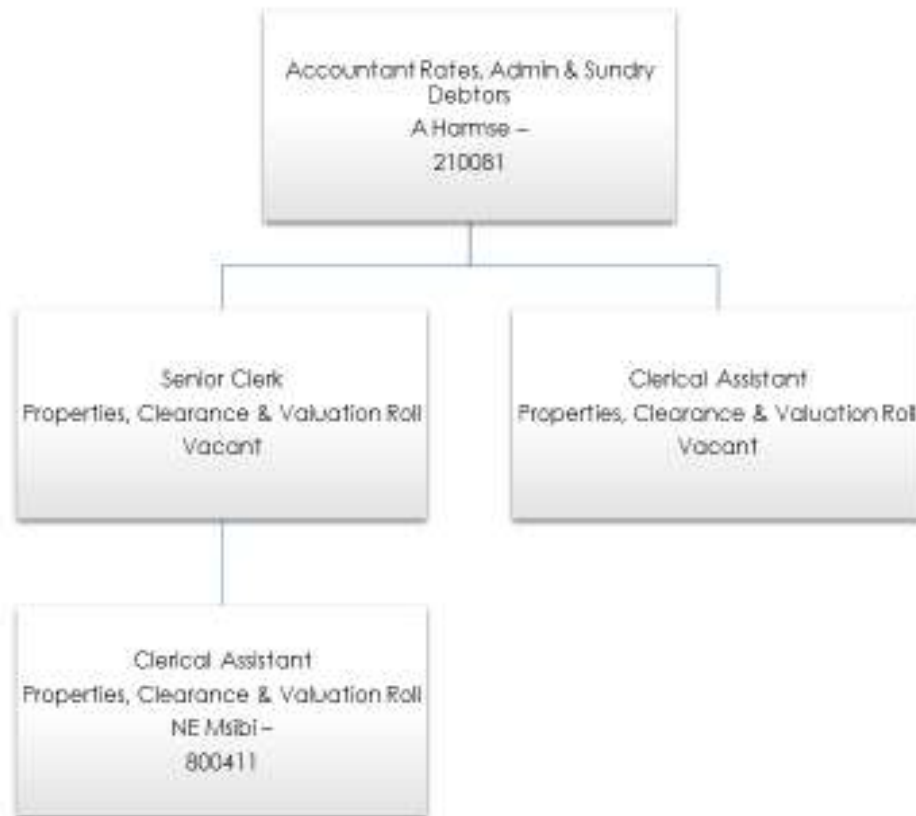 Accountant Rates, Admin & Sundry
Debtors
A Harmse –
210081
Senior Clerk
Properties, Clearance & Valuation Roll
Vacant
Clerical Assistant
Properties, Clearance & Valuation Roll
Vacant
Clerical Assistant
Properties, Clearance & Valuation Roll
NE Msibi –
800411